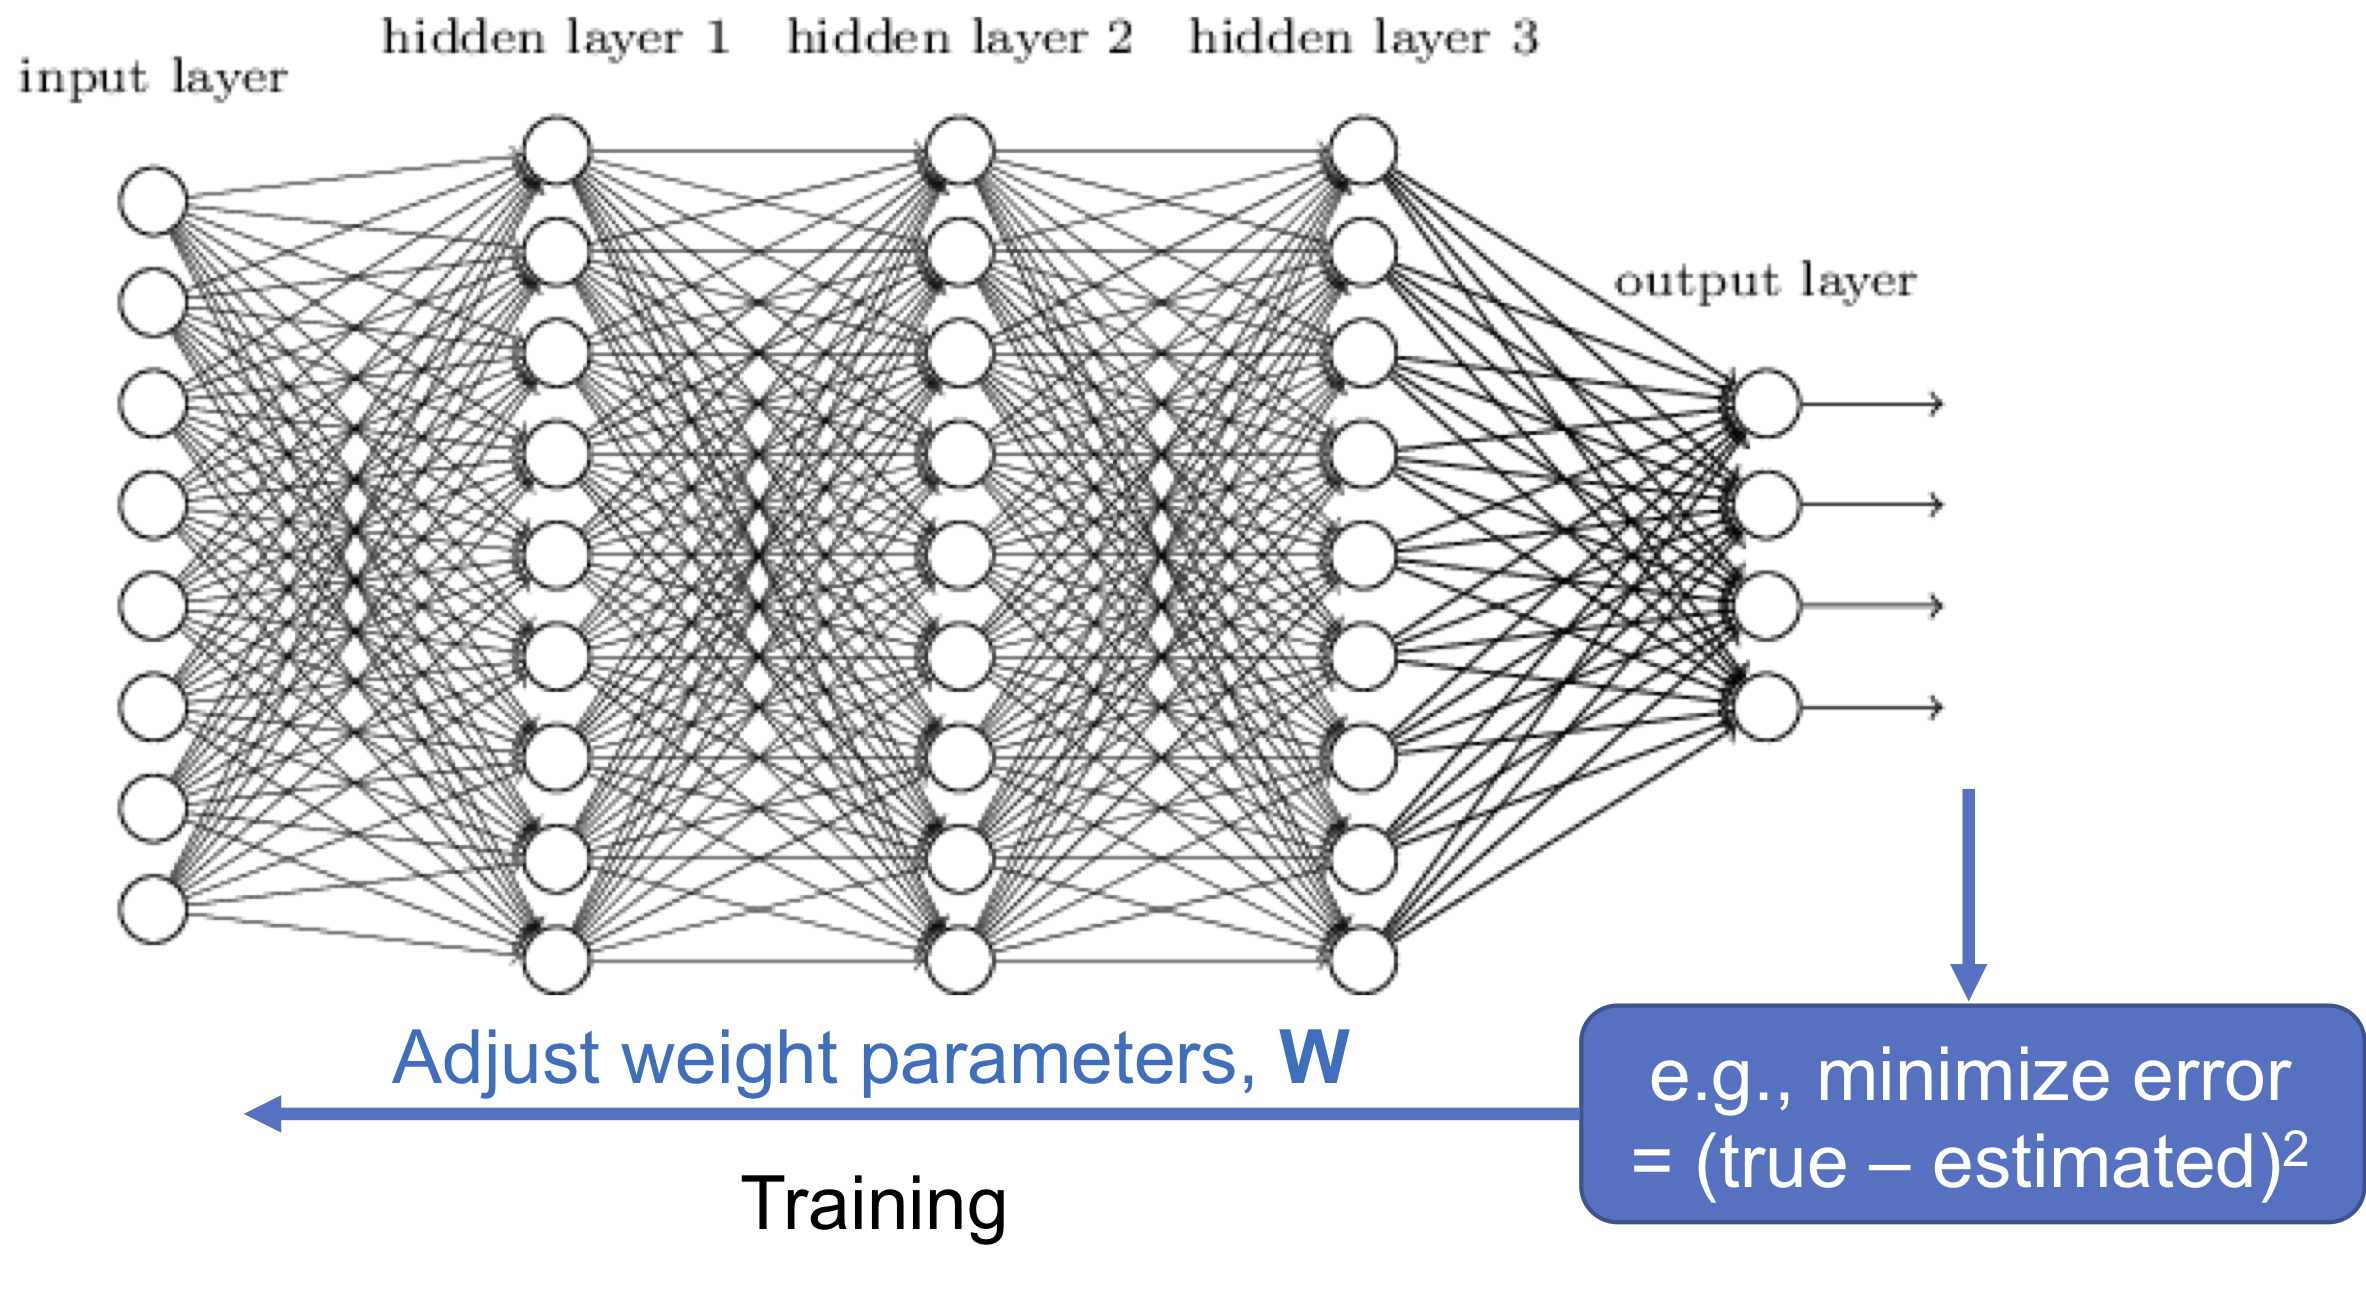 input layer
hidden layer 1
hidden layer 2
hidden layer 3
output layer
Adjust weight parameters, W
Training
e.g., minimize error
= (true – estimated)²